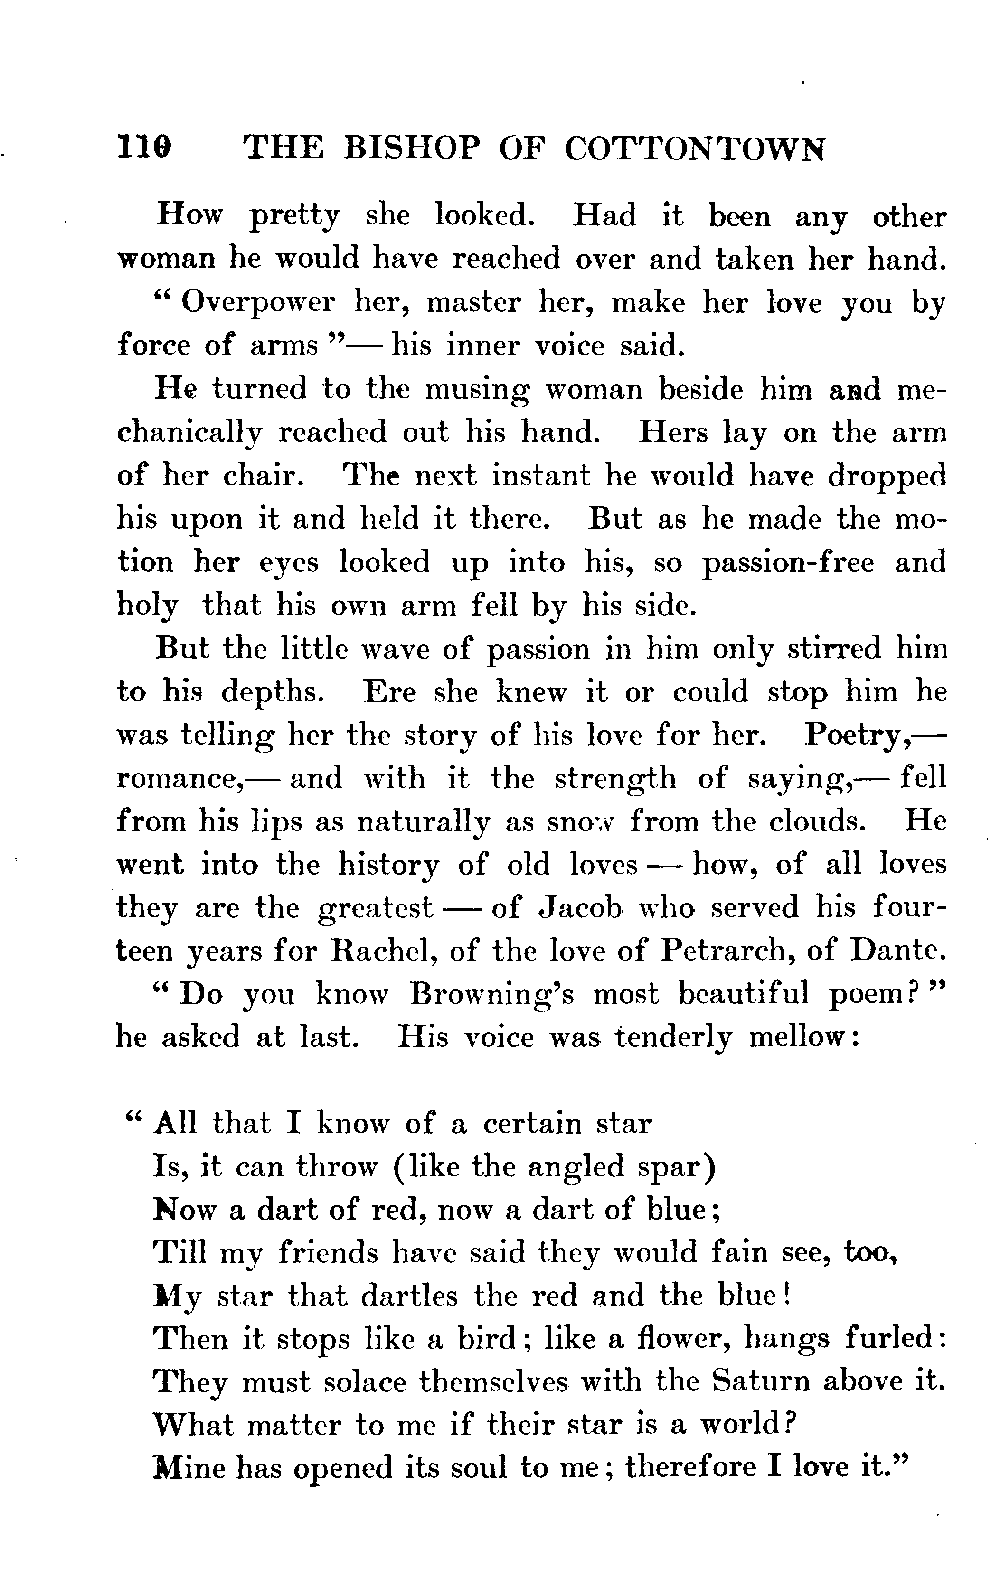 110 THE BISHOP OF COTTONTOWN
How pretty she looked. Had it been any other
woman he would have reached over and taken her hand.
“ Overpower her, master her, make her love you by
force of arms ”— his inner voice said.
He turned to the musing woman beside him and me-
chanically reached out his hand. Hers lay on the arm
of her chair. The next instant he would have dropped
his upon it and held it there. But as he made the mo-
tion her eyes looked up into his, so passion-free and
holy that his own arm fell by his side.
But the little wave of passion in him only stirred him
to his depths. Ere she knew it or could stop him he
was telling her the story of his love for her. Poetry,—
romance,— and with it the strength of saying,— fell
from his lips as naturally as snow from the clouds. He
went into the history of old loves — how, of all loves
they are the greatest — of Jacob who served his four-
teen years for Rachel, of the love of Petrarch, of Dante.
“ Do you know Browning’s most beautiful poem? ”
he asked at last. His voice was tenderly mellow:
“ All that I know of a certain star
Is, it can throw (like the angled spar)
Now a dart of red, now a dart of blue;
Till my friends have said they would fain see, too,
My star that dartles the red and the blue!
Then it stops like a bird; like a flower, hangs furled:
They must solace themselves with the Saturn above it.
What matter to me if their star is a world?
Mine has opened its soul to me; therefore I love it.”